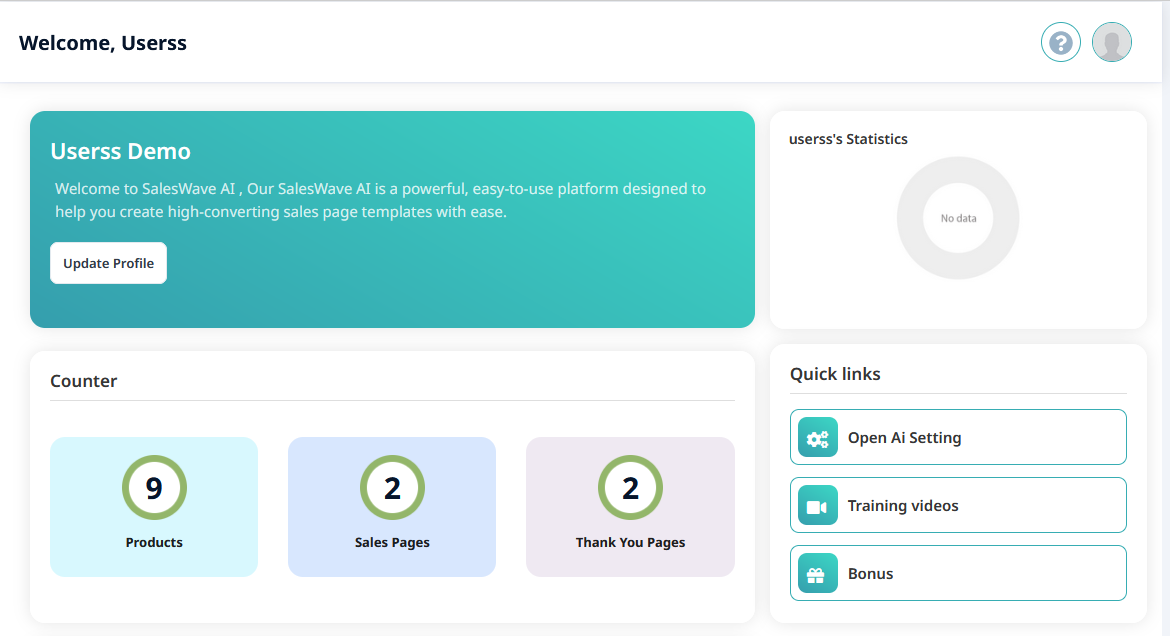 Welcome, Userss
?
Userss Demo
Welcome to SalesWave AI , Our SalesWave AI is a powerful, easy-to-use platform designed to
help you create high-converting sales page templates with ease.
Update Profile
userss's Statistics
No data
Counter
9
Products
2
Sales Pages
2
Thank You Pages
Quick links
Open Ai Setting
Training videos
Bonus